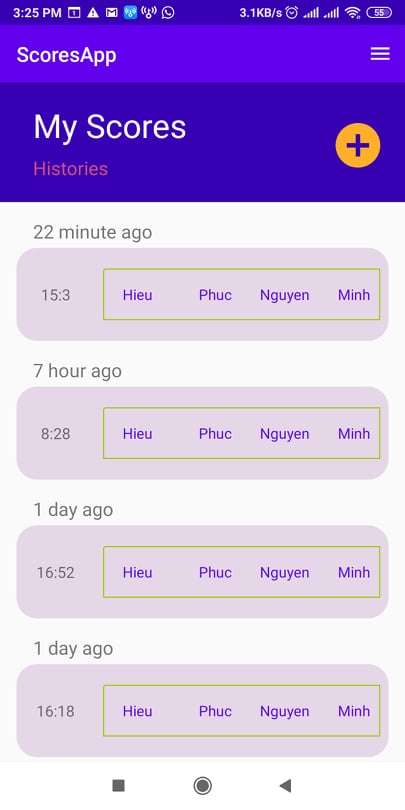 3:25 PM 3.1KB/s 55
ScoresApp
My Scores
Histories
22 minute ago
15:3 Hieu Phuc Nguyen Minh
7 hour ago
8:28 Hieu Phuc Nguyen Minh
1 day ago
16:52 Hieu Phuc Nguyen Minh
1 day ago
16:18 Hieu Phuc Nguyen Minh